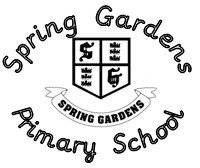 Spring Gardens
S
G
SPRING GARDENS
Primary School